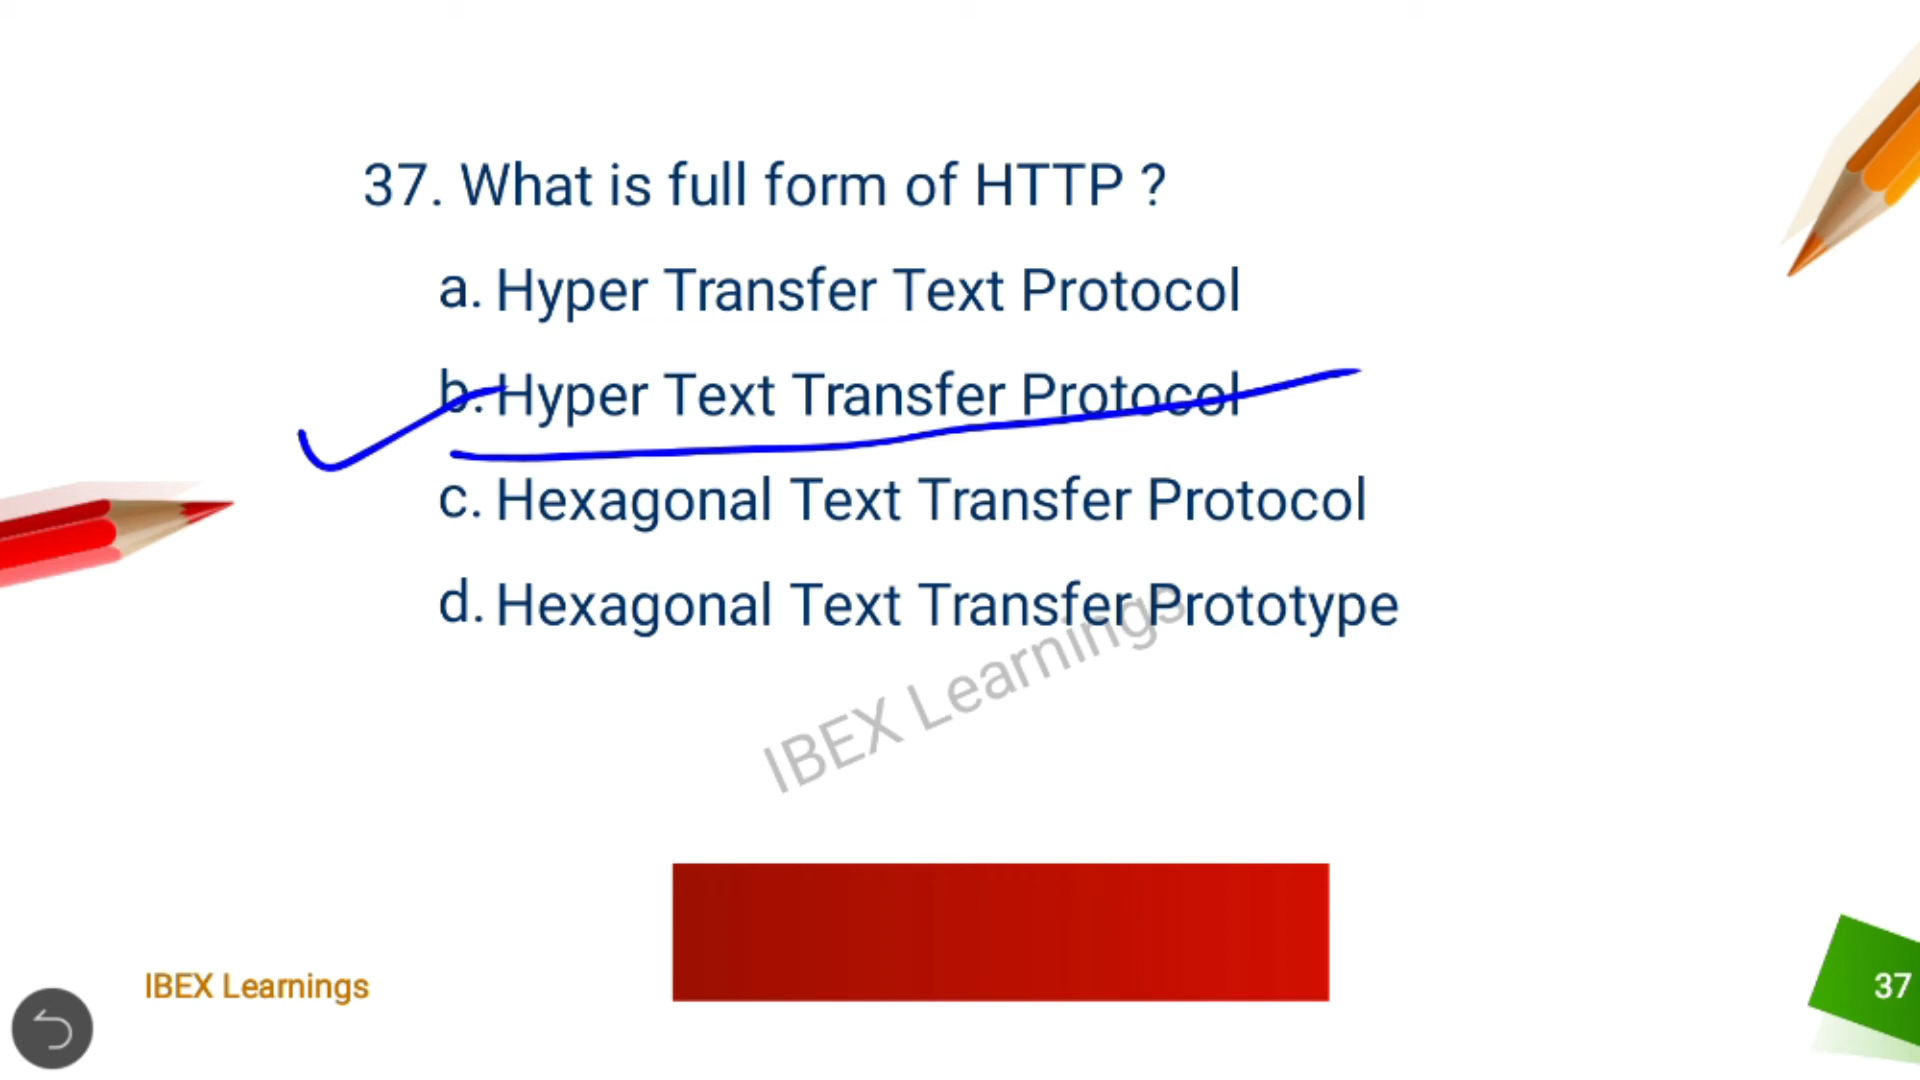 37. What is full form of HTTP ?
a. Hyper Transfer Text Protocol
b. Hyper Text Transfer Protocol
c. Hexagonal Text Transfer Protocol
d. Hexagonal Text Transfer Prototype
IBEX Learnings
IBEX Learnings
37